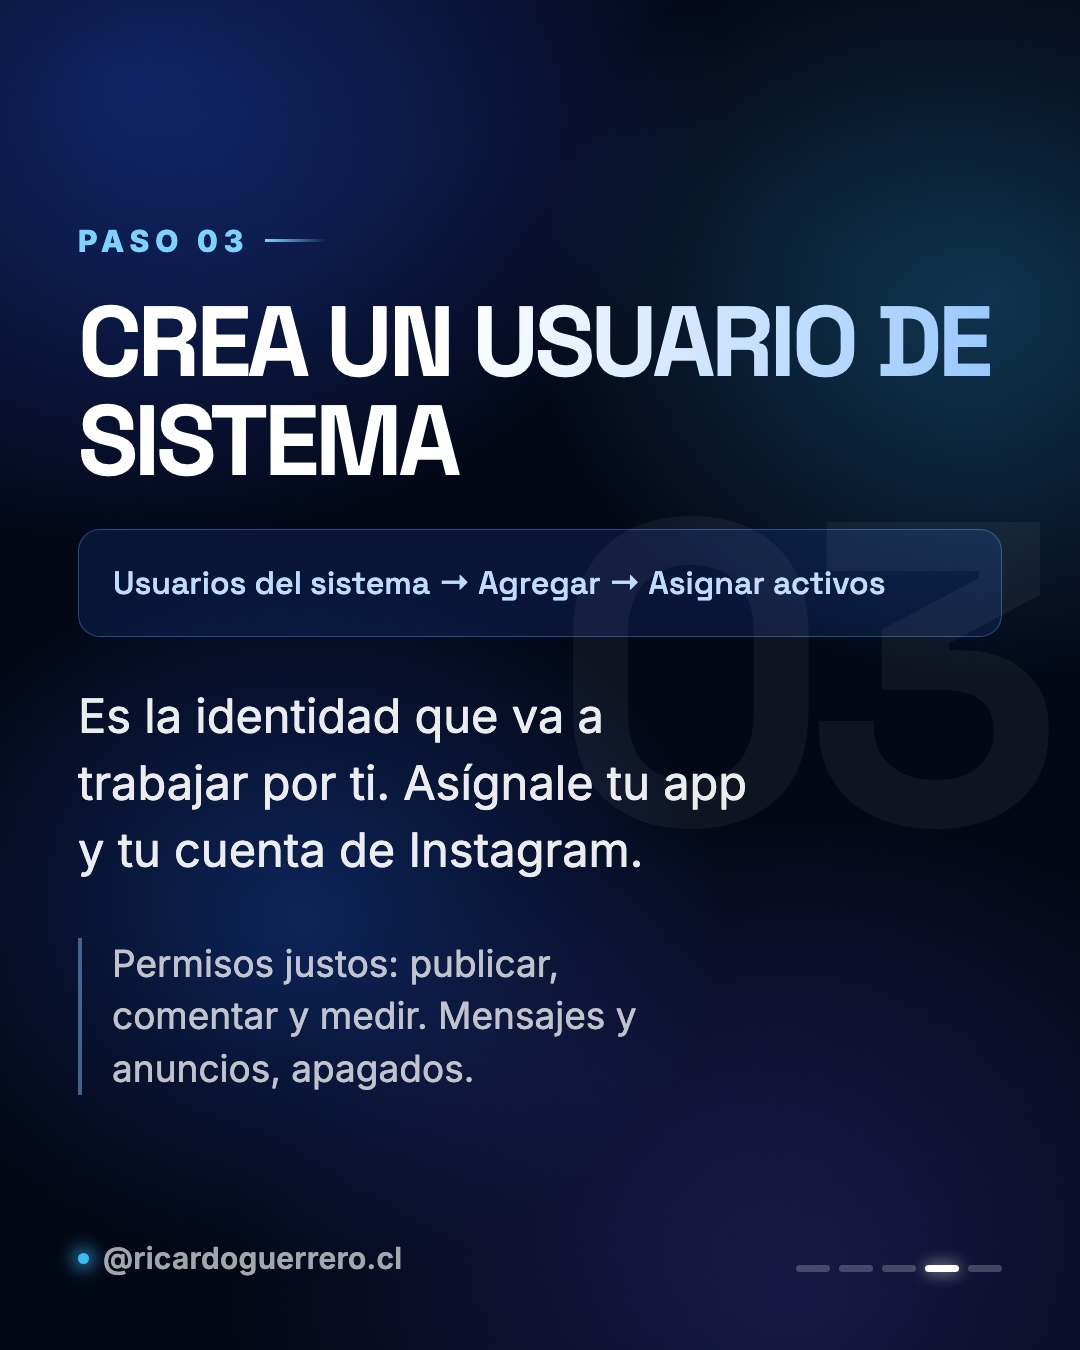 PASO 03
CREA UN USUARIO DE
SISTEMA
03
Usuarios del sistema → Agregar → Asignar activos
Es la identidad que va a
trabajar por ti. Asígnale tu app
y tu cuenta de Instagram.
Permisos justos: publicar,
comentar y medir. Mensajes y
anuncios, apagados.
@ricardoguerrero.cl